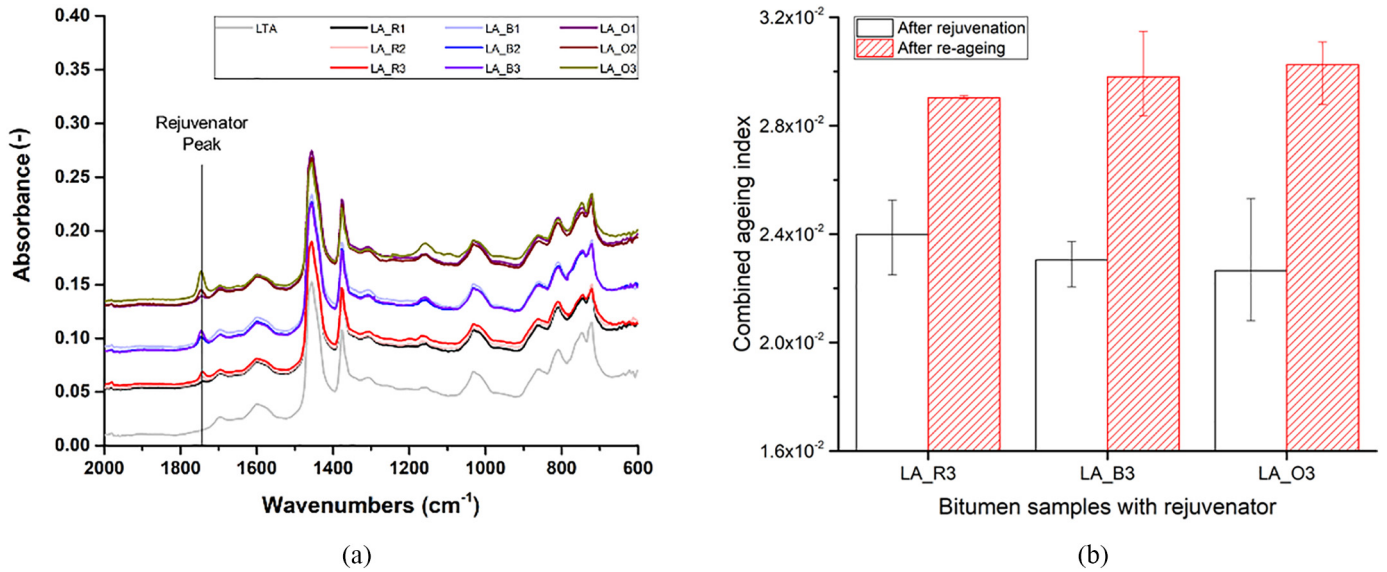 LTA LA_R1 LA_B1 LA_O1
LA_R2 LA_B2 LA_O2
LA_R3 LA_B3 LA_O3
Rejuvenator
Peak
Absorbance (-)
0.40
0.35
0.30
0.25
0.20
0.15
0.10
0.05
0.00
2000 1800 1600 1400 1200 1000 800 600
Wavenumbers (cm⁻¹)
(a)
After rejuvenation
After re-ageing
Combined ageing index
3.2x10⁻²
2.8x10⁻²
2.4x10⁻²
2.0x10⁻²
1.6x10⁻²
LA_R3 LA_B3 LA_O3
Bitumen samples with rejuvenator
(b)